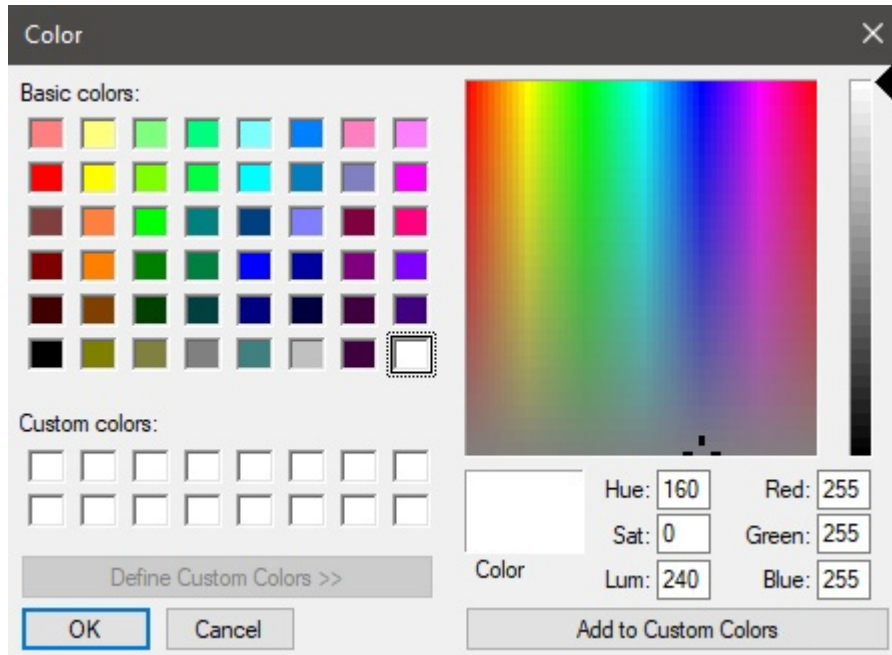 Color
Basic colors:
Custom colors:
Define Custom Colors >>
OK Cancel
Color
Hue: 160 Red: 255
Sat: 0 Green: 255
Lum: 240 Blue: 255
Add to Custom Colors